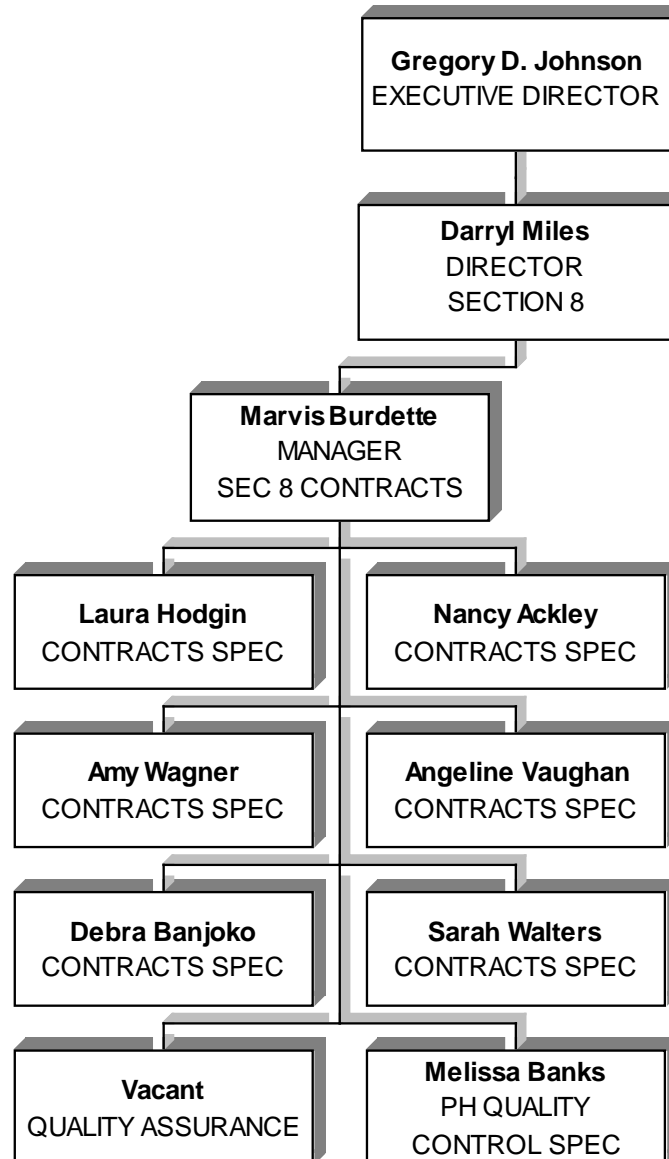 Gregory D. Johnson
EXECUTIVE DIRECTOR
Darryl Miles
DIRECTOR
SECTION 8
Marvis Burdette
MANAGER
SEC 8 CONTRACTS
Laura Hodgin
CONTRACTS SPEC
Nancy Ackley
CONTRACTS SPEC
Amy Wagner
CONTRACTS SPEC
Angeline Vaughan
CONTRACTS SPEC
Debra Banjoko
CONTRACTS SPEC
Sarah Walters
CONTRACTS SPEC
Vacant
QUALITY ASSURANCE
Melissa Banks
PH QUALITY
CONTROL SPEC